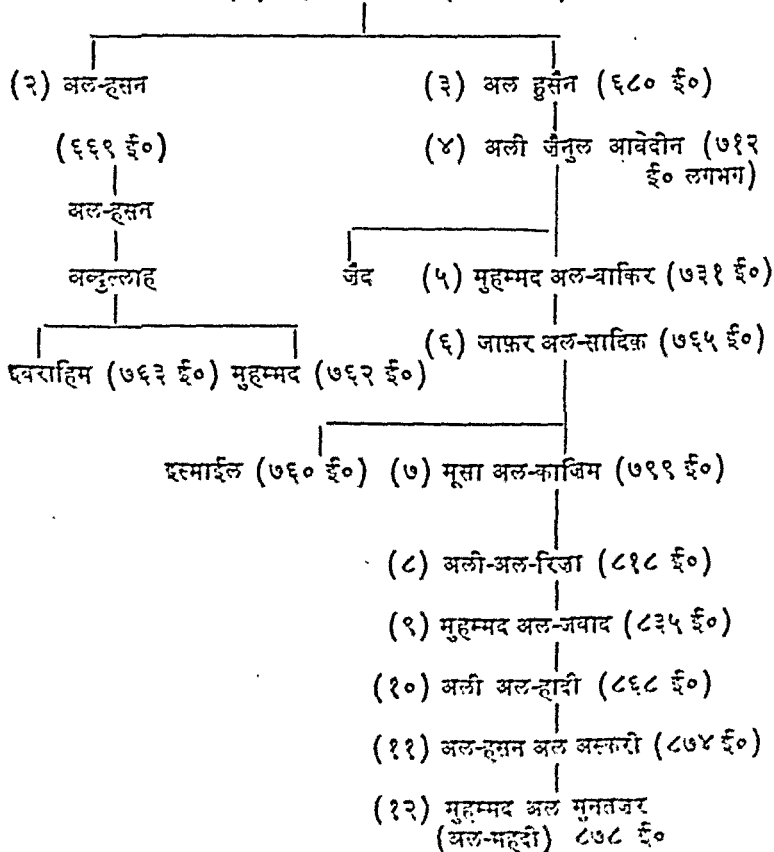 (२) अल-हसन (३) अल हुसैन (६८० ई०)
(६६९ ई०) (४) अली जैनुल आबेदीन (७१२
ई० लगभग)
अल-हसन
अब्दुल्लाह जैद (५) मुहम्मद अल-बाकिर (७३१ ई०)
(६) जाफ़र अल-सादिक़ (७६५ ई०)
इबराहिम (७६३ ई०) मुहम्मद (७६२ ई०)
इस्माईल (७६० ई०) (७) मूसा अल-काज़िम (७९९ ई०)
(८) अली-अल-रिज़ा (८१८ ई०)
(९) मुहम्मद अल-जवाद (८३५ ई०)
(१०) अली अल-हादी (८६८ ई०)
(११) अल-हसन अल अस्करी (८७४ ई०)
(१२) मुहम्मद अल मुनतज़र
(अल-महदी) ८७८ ई०